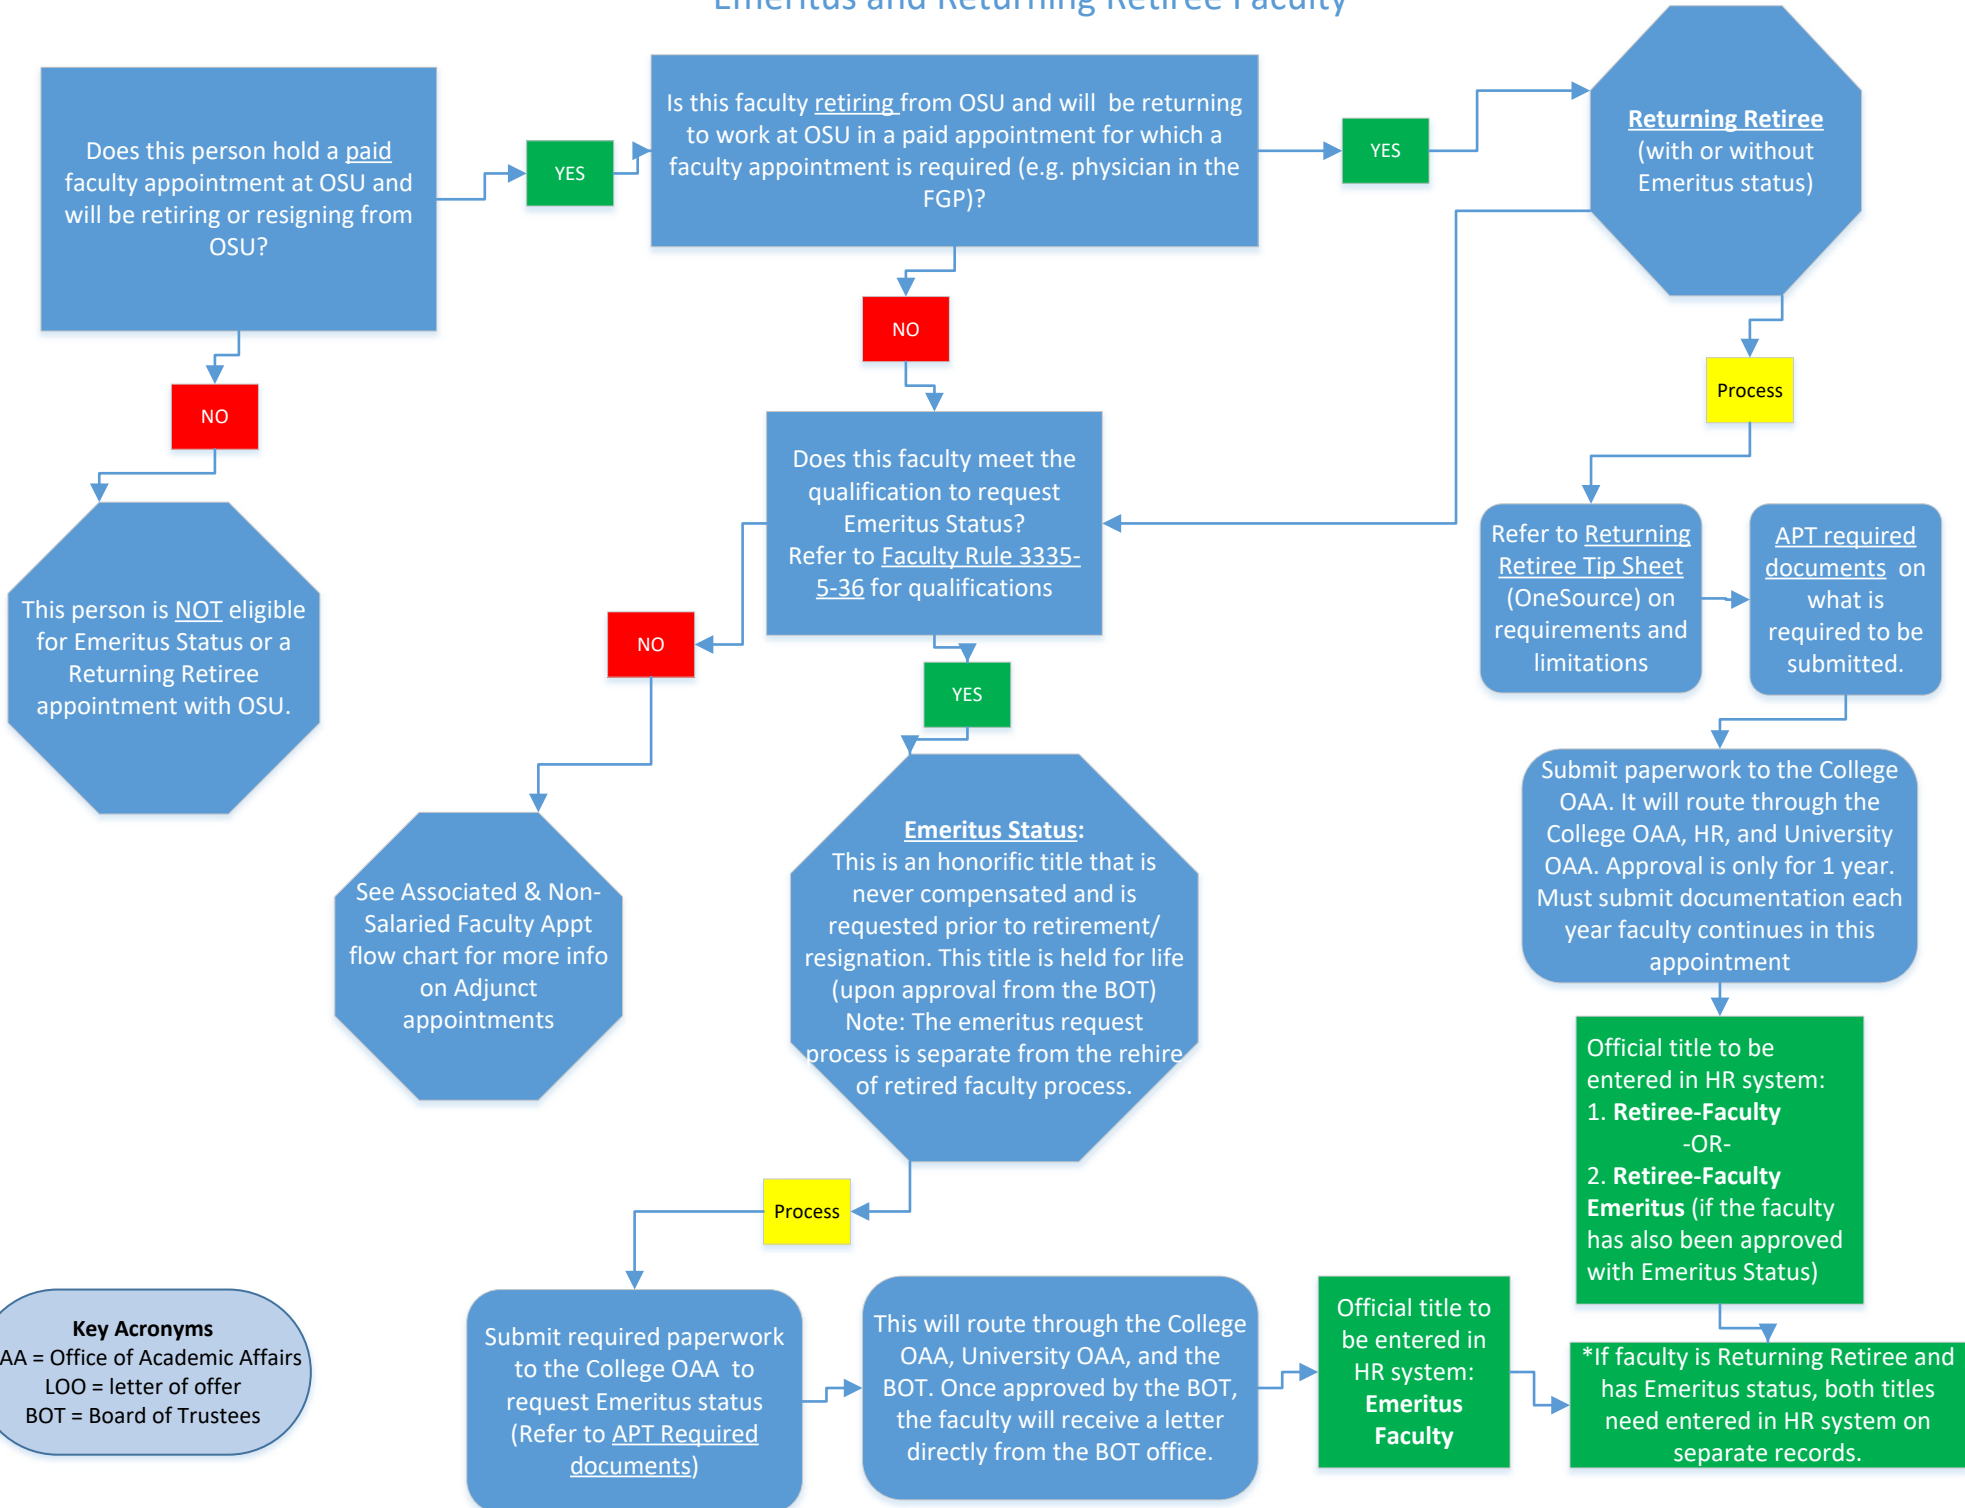 Emeritus and Returning Retiree Faculty
Does this person hold a paid
faculty appointment at OSU and
will be retiring or resigning from
OSU?
YES
Is this faculty retiring from OSU and will be returning
to work at OSU in a paid appointment for which a
faculty appointment is required (e.g. physician in the
FGP)?
YES
Returning Retiree
(with or without
Emeritus status)
NO
NO
Process
This person is NOT eligible
for Emeritus Status or a
Returning Retiree
appointment with OSU.
Does this faculty meet the
qualification to request
Emeritus Status?
Refer to Faculty Rule 3335-
5-36 for qualifications
NO
YES
Refer to Returning
Retiree Tip Sheet
(OneSource) on
requirements and
limitations
APT required
documents on
what is
required to be
submitted.
See Associated & Non-
Salaried Faculty Appt
flow chart for more info
on Adjunct
appointments
Emeritus Status:
This is an honorific title that is
never compensated and is
requested prior to retirement/
resignation. This title is held for life
(upon approval from the BOT)
Note: The emeritus request
process is separate from the rehire
of retired faculty process.
Submit paperwork to the College
OAA. It will route through the
College OAA, HR, and University
OAA. Approval is only for 1 year.
Must submit documentation each
year faculty continues in this
appointment
Official title to be
entered in HR system:
1. Retiree-Faculty
-OR-
2. Retiree-Faculty
Emeritus (if the faculty
has also been approved
with Emeritus Status)
Process
Key Acronyms
AA = Office of Academic Affairs
LOO = letter of offer
BOT = Board of Trustees
Submit required paperwork
to the College OAA to
request Emeritus status
(Refer to APT Required
documents)
This will route through the College
OAA, University OAA, and the
BOT. Once approved by the BOT,
the faculty will receive a letter
directly from the BOT office.
Official title to
be entered in
HR system:
Emeritus
Faculty
*If faculty is Returning Retiree and
has Emeritus status, both titles
need entered in HR system on
separate records.